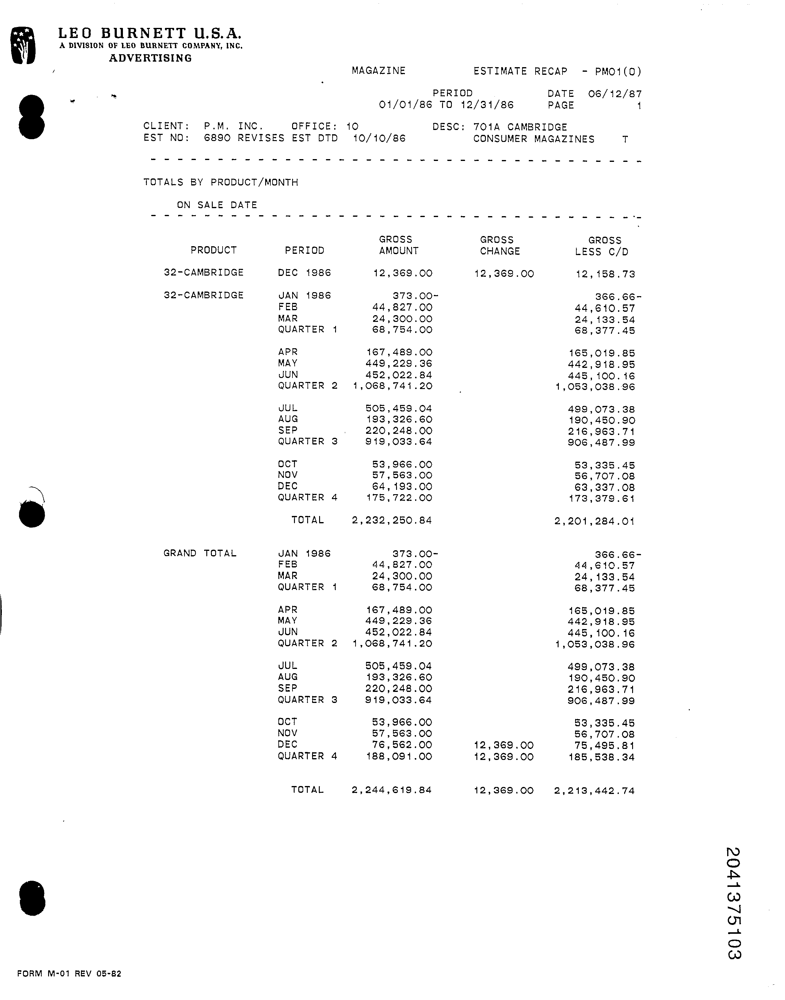 LEO BURNETT U.S.A.
A DIVISION OF LEO BURNETT COMPANY, INC.
ADVERTISING
MAGAZINE ESTIMATE RECAP - PM01(0)
PERIOD DATE 06/12/87
01/01/86 TO 12/31/86 PAGE 1
CLIENT: P.M. INC. OFFICE: 10 DESC: 701A CAMBRIDGE
EST NO: 6890 REVISES EST DTD 10/10/86 CONSUMER MAGAZINES T
TOTALS BY PRODUCT/MONTH
ON SALE DATE
GROSS GROSS GROSS
PRODUCT PERIOD AMOUNT CHANGE LESS C/D
32-CAMBRIDGE DEC 1986 12,369.00 12,369.00 12,158.73
32-CAMBRIDGE JAN 1986 373.00- 366.66-
FEB 44,827.00 44,610.57
MAR 24,300.00 24,133.54
QUARTER 1 68,754.00 68,377.45
APR 167,489.00 165,019.85
MAY 449,229.36 442,918.95
JUN 452,022.84 445,100.16
QUARTER 2 1,068,741.20 1,053,038.96
JUL 505,459.04 499,073.38
AUG 193,326.60 190,450.90
SEP 220,248.00 216,963.71
QUARTER 3 919,033.64 906,487.99
OCT 53,966.00 53,335.45
NOV 57,563.00 56,707.08
DEC 64,193.00 63,337.08
QUARTER 4 175,722.00 173,379.61
TOTAL 2,232,250.84 2,201,284.01
GRAND TOTAL JAN 1986 373.00- 366.66-
FEB 44,827.00 44,610.57
MAR 24,300.00 24,133.54
QUARTER 1 68,754.00 68,377.45
APR 167,489.00 165,019.85
MAY 449,229.36 442,918.95
JUN 452,022.84 445,100.16
QUARTER 2 1,068,741.20 1,053,038.96
JUL 505,459.04 499,073.38
AUG 193,326.60 190,450.90
SEP 220,248.00 216,963.71
QUARTER 3 919,033.64 906,487.99
OCT 53,966.00 53,335.45
NOV 57,563.00 56,707.08
DEC 76,562.00 12,369.00 75,495.81
QUARTER 4 188,091.00 12,369.00 185,538.34
TOTAL 2,244,619.84 12,369.00 2,213,442.74
2041375103
FORM M-01 REV 05-82